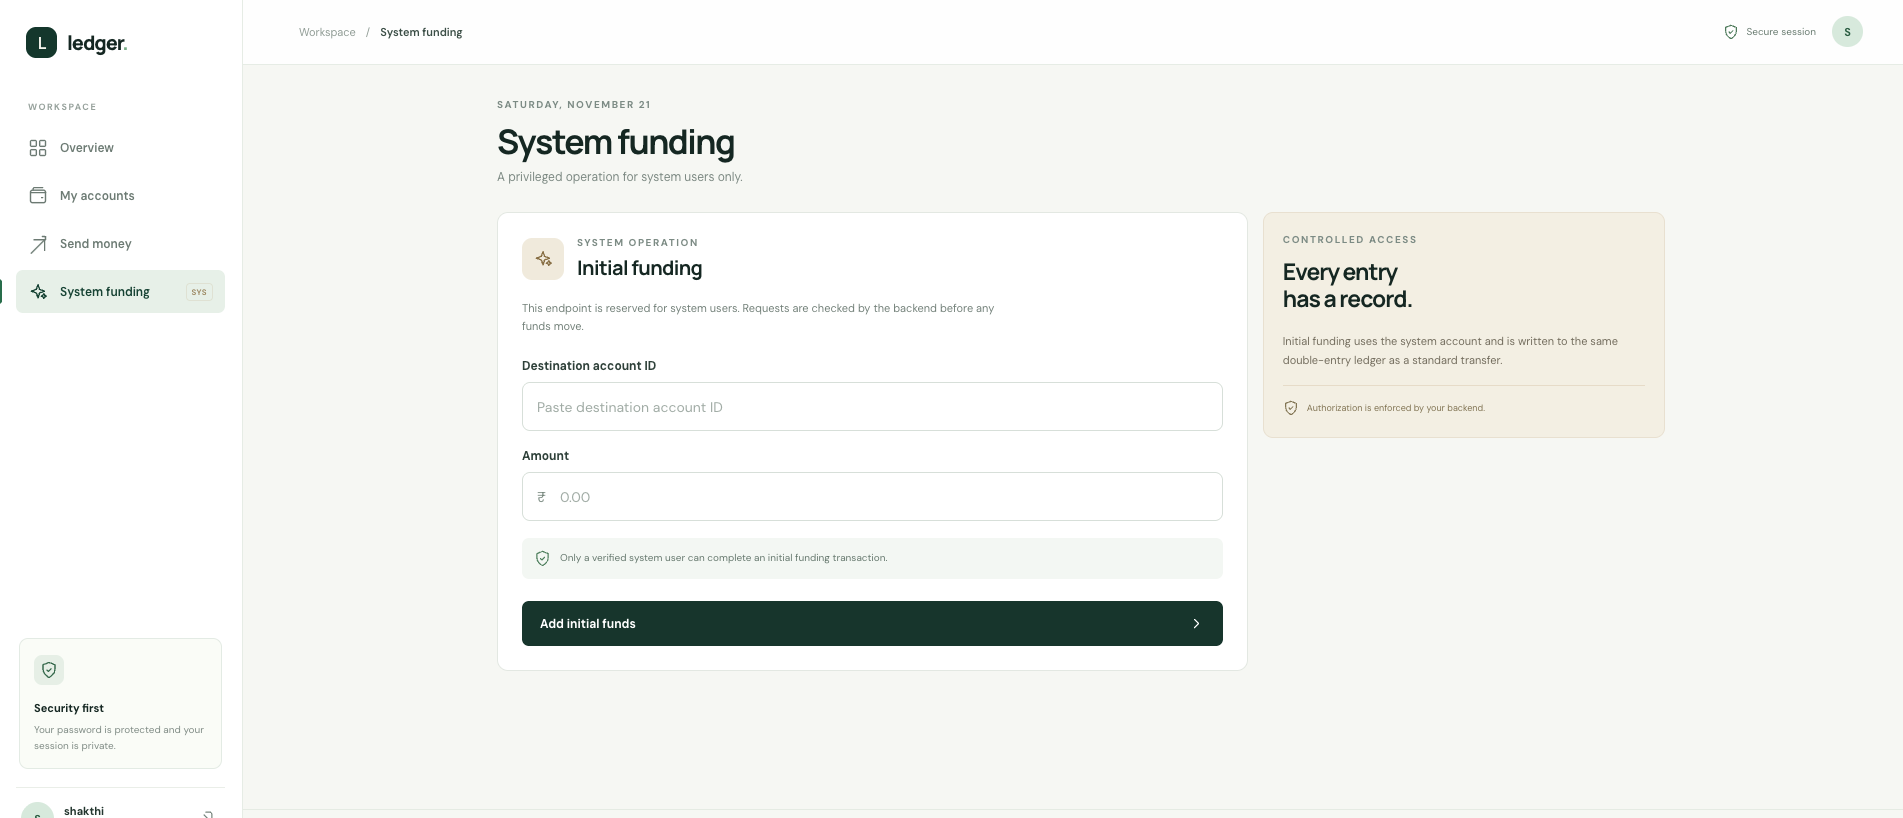 L ledger.
WORKSPACE
Overview
My accounts
Send money
System funding SYS
Security first
Your password is protected and your
session is private.
shakthi
Workspace / System funding
Secure session S
SATURDAY, NOVEMBER 21
System funding
A privileged operation for system users only.
SYSTEM OPERATION
Initial funding
This endpoint is reserved for system users. Requests are checked by the backend before any
funds move.
Destination account ID
Paste destination account ID
Amount
₹ 0.00
Only a verified system user can complete an initial funding transaction.
Add initial funds
CONTROLLED ACCESS
Every entry
has a record.
Initial funding uses the system account and is written to the same
double-entry ledger as a standard transfer.
Authorization is enforced by your backend.